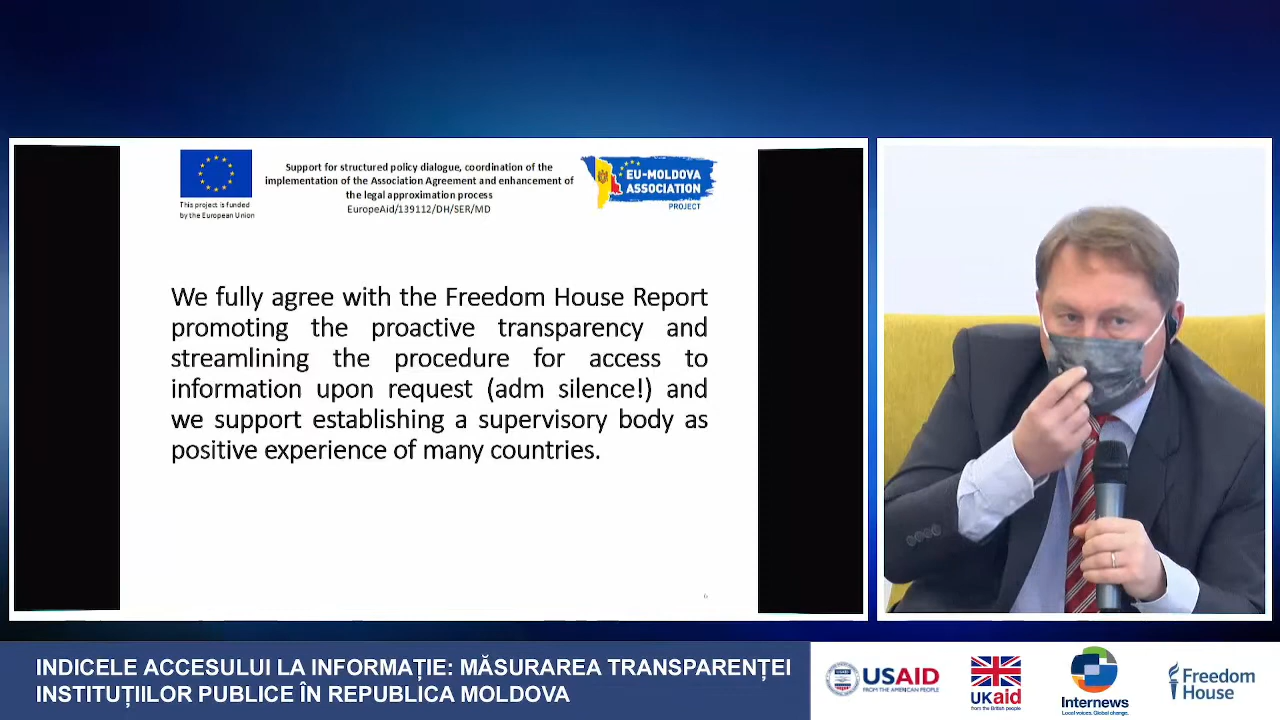 This project is funded
by the European Union
Support for structured policy dialogue, coordination of the
implementation of the Association Agreement and enhancement of
the legal approximation process
EuropeAid/139112/DH/SER/MD
EU-MOLDOVA
ASSOCIATION
PROJECT
We fully agree with the Freedom House Report
promoting the proactive transparency and
streamlining the procedure for access to
information upon request (adm silence!) and
we support establishing a supervisory body as
positive experience of many countries.
6
INDICELE ACCESULUI LA INFORMAȚIE: MĂSURAREA TRANSPARENȚEI
INSTITUȚIILOR PUBLICE ÎN REPUBLICA MOLDOVA
USAID
FROM THE AMERICAN PEOPLE
UKaid
from the British people
Internews
Local voices. Global change.
Freedom
House